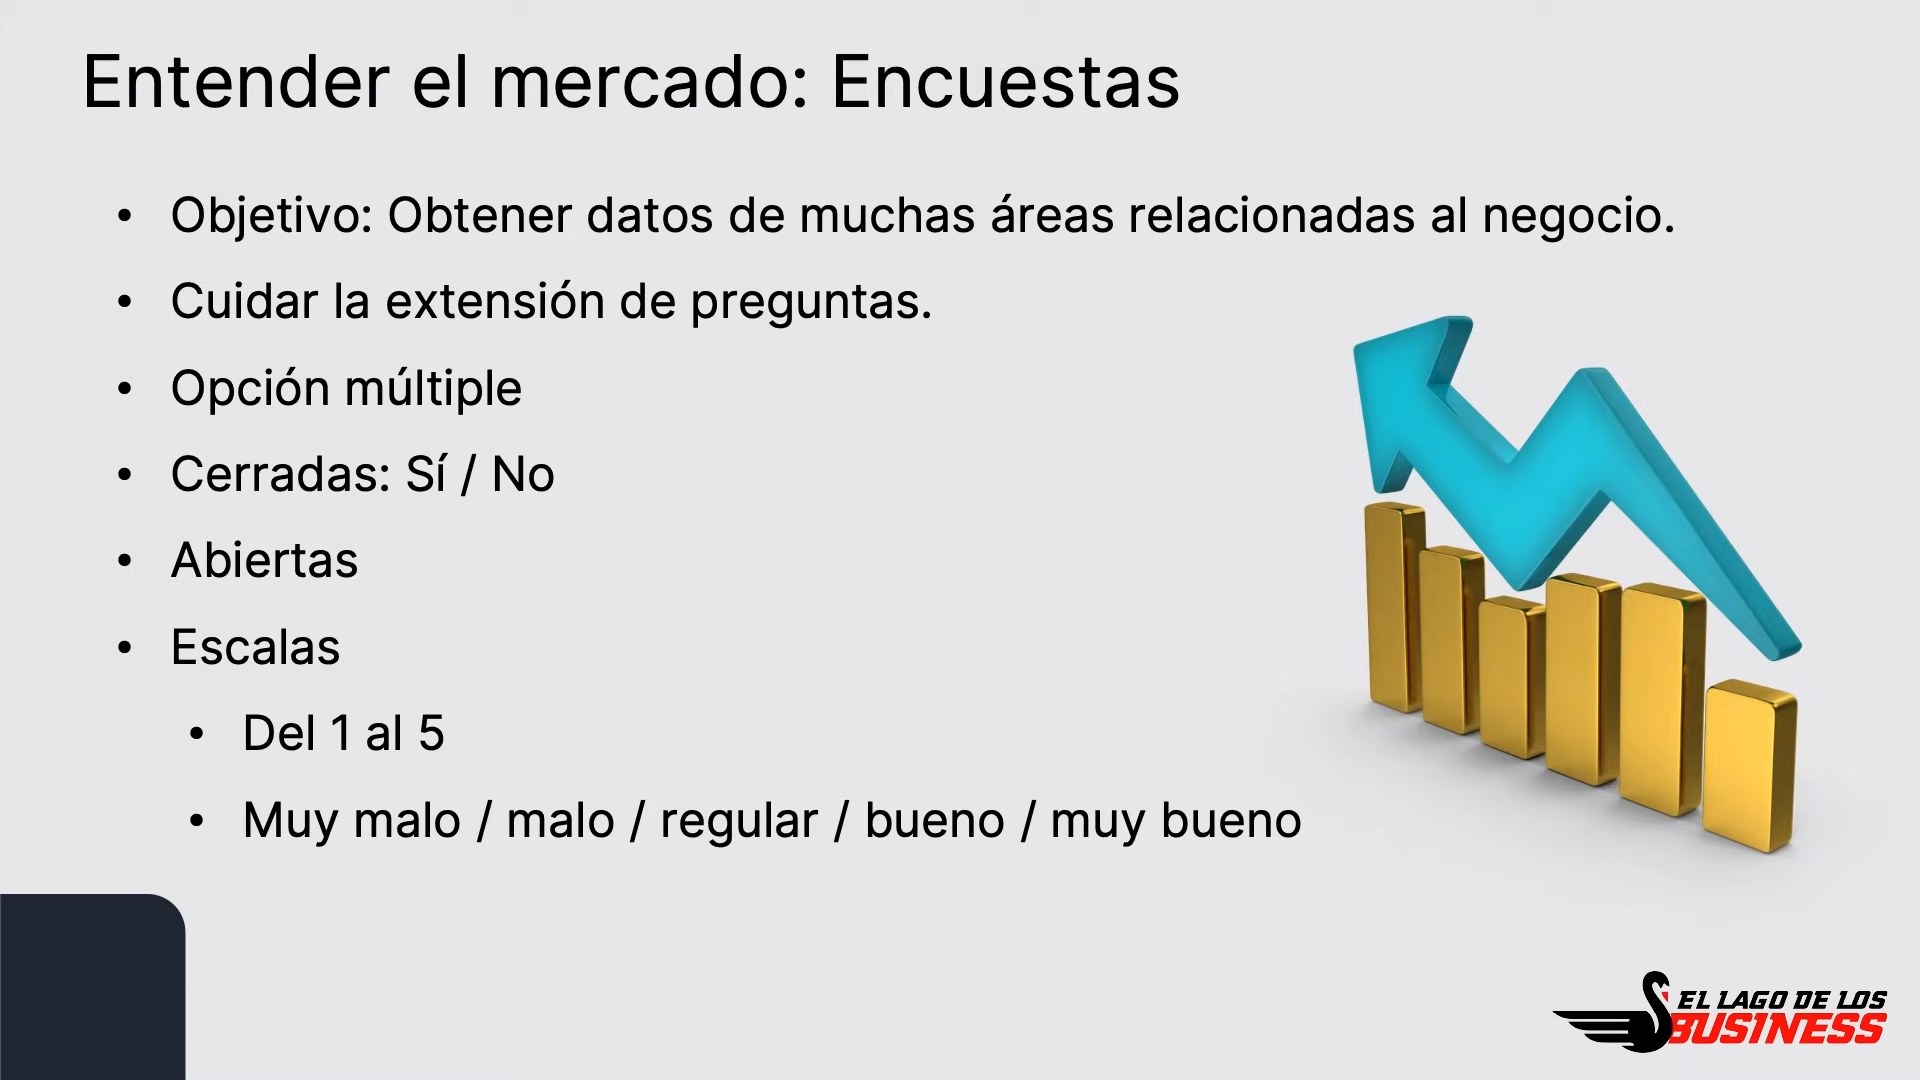 Entender el mercado: Encuestas
• Objetivo: Obtener datos de muchas áreas relacionadas al negocio.
• Cuidar la extensión de preguntas.
• Opción múltiple
• Cerradas: Sí / No
• Abiertas
• Escalas
• Del 1 al 5
• Muy malo / malo / regular / bueno / muy bueno
EL LAGO DE LOS
BUSINESS